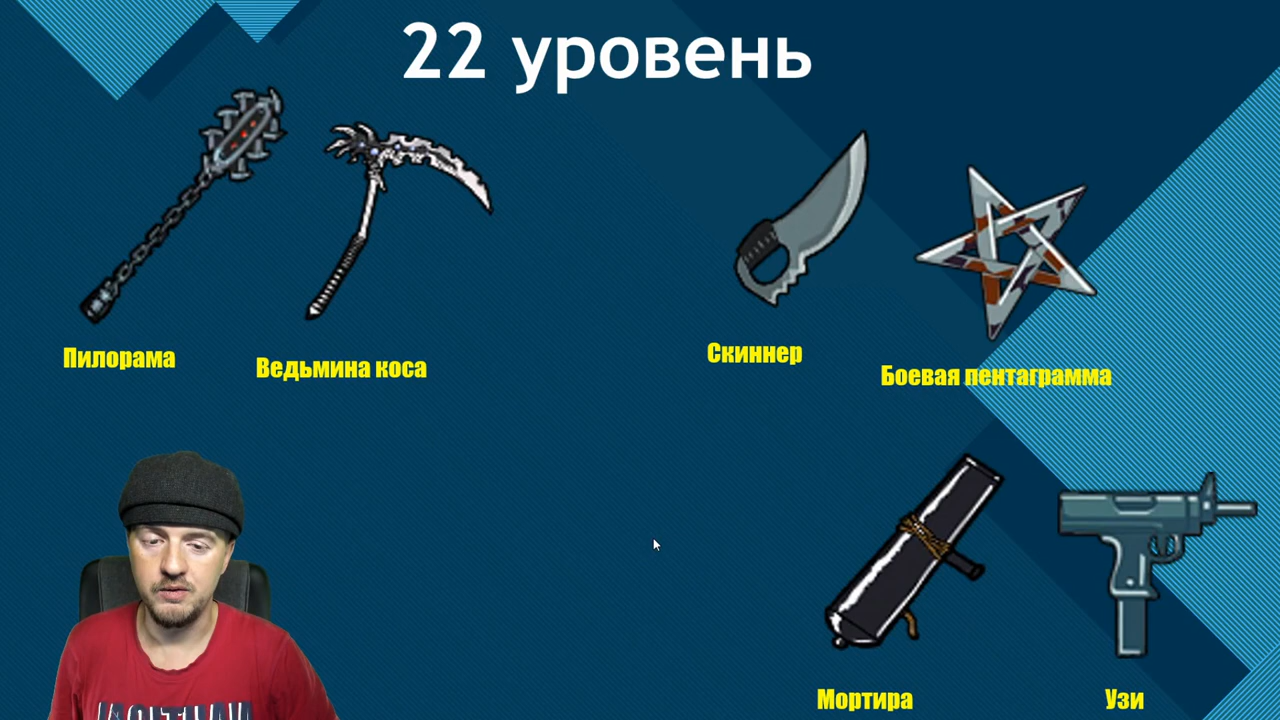 22 уровень
Пилорама
Ведьмина коса
Скиннер
Боевая пентаграмма
Мортира
Узи